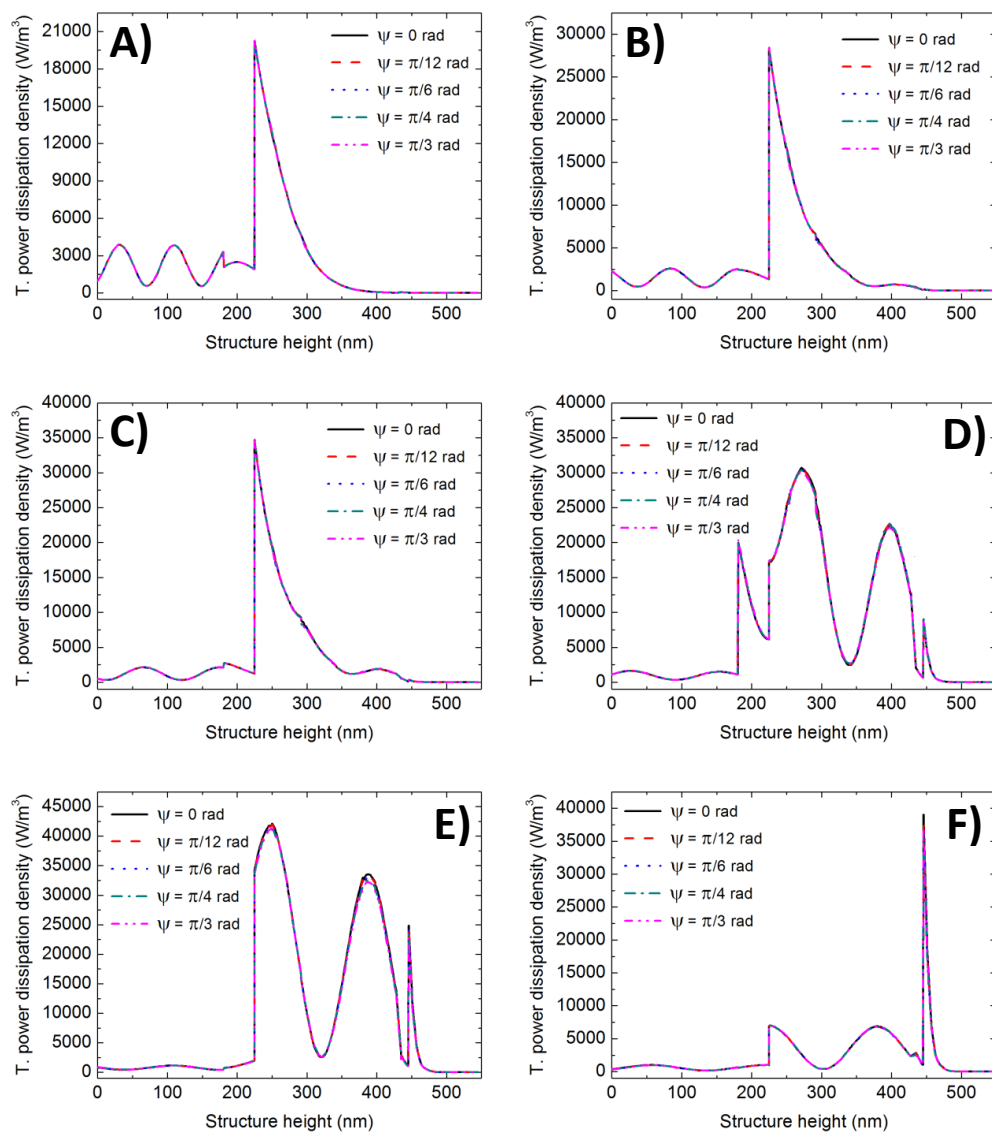 A)
T. power dissipation density (W/m³)
21000
18000
15000
12000
9000
6000
3000
0
ψ = 0 rad
ψ = π/12 rad
ψ = π/6 rad
ψ = π/4 rad
ψ = π/3 rad
0 100 200 300 400 500
Structure height (nm)
B)
T. power dissipation density (W/m³)
30000
25000
20000
15000
10000
5000
0
ψ = 0 rad
ψ = π/12 rad
ψ = π/6 rad
ψ = π/4 rad
ψ = π/3 rad
0 100 200 300 400 500
Structure height (nm)
C)
T. power dissipation density (W/m³)
40000
35000
30000
25000
20000
15000
10000
5000
0
ψ = 0 rad
ψ = π/12 rad
ψ = π/6 rad
ψ = π/4 rad
ψ = π/3 rad
0 100 200 300 400 500
Structure height (nm)
D)
T. power dissipation density (W/m³)
40000
35000
30000
25000
20000
15000
10000
5000
0
ψ = 0 rad
ψ = π/12 rad
ψ = π/6 rad
ψ = π/4 rad
ψ = π/3 rad
0 100 200 300 400 500
Structure height (nm)
E)
T. power dissipation density (W/m³)
45000
40000
35000
30000
25000
20000
15000
10000
5000
0
ψ = 0 rad
ψ = π/12 rad
ψ = π/6 rad
ψ = π/4 rad
ψ = π/3 rad
0 100 200 300 400 500
Structure height (nm)
F)
T. power dissipation density (W/m³)
40000
35000
30000
25000
20000
15000
10000
5000
0
ψ = 0 rad
ψ = π/12 rad
ψ = π/6 rad
ψ = π/4 rad
ψ = π/3 rad
0 100 200 300 400 500
Structure height (nm)